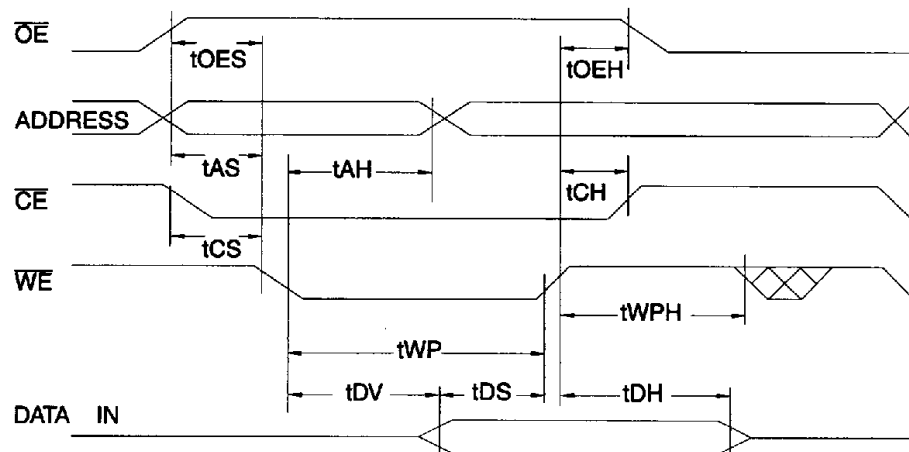 OE
tOES
tOEH
ADDRESS
tAS
tAH
tCH
CE
tCS
WE
tWPH
tWP
tDV
tDS
tDH
DATA IN